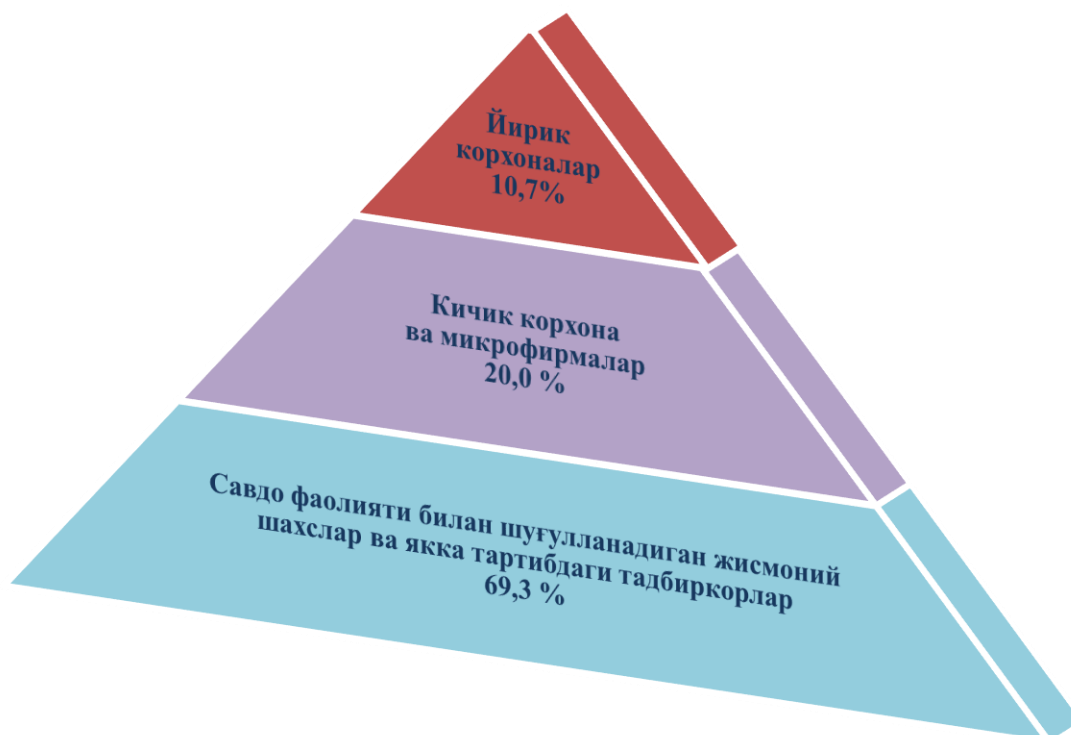 Йирик
корхоналар
10,7%
Кичик корхона
ва микрофирмалар
20,0 %
Савдо фаолияти билан шуғулланадиган жисмоний
шахслар ва якка тартибдаги тадбиркорлар
69,3 %